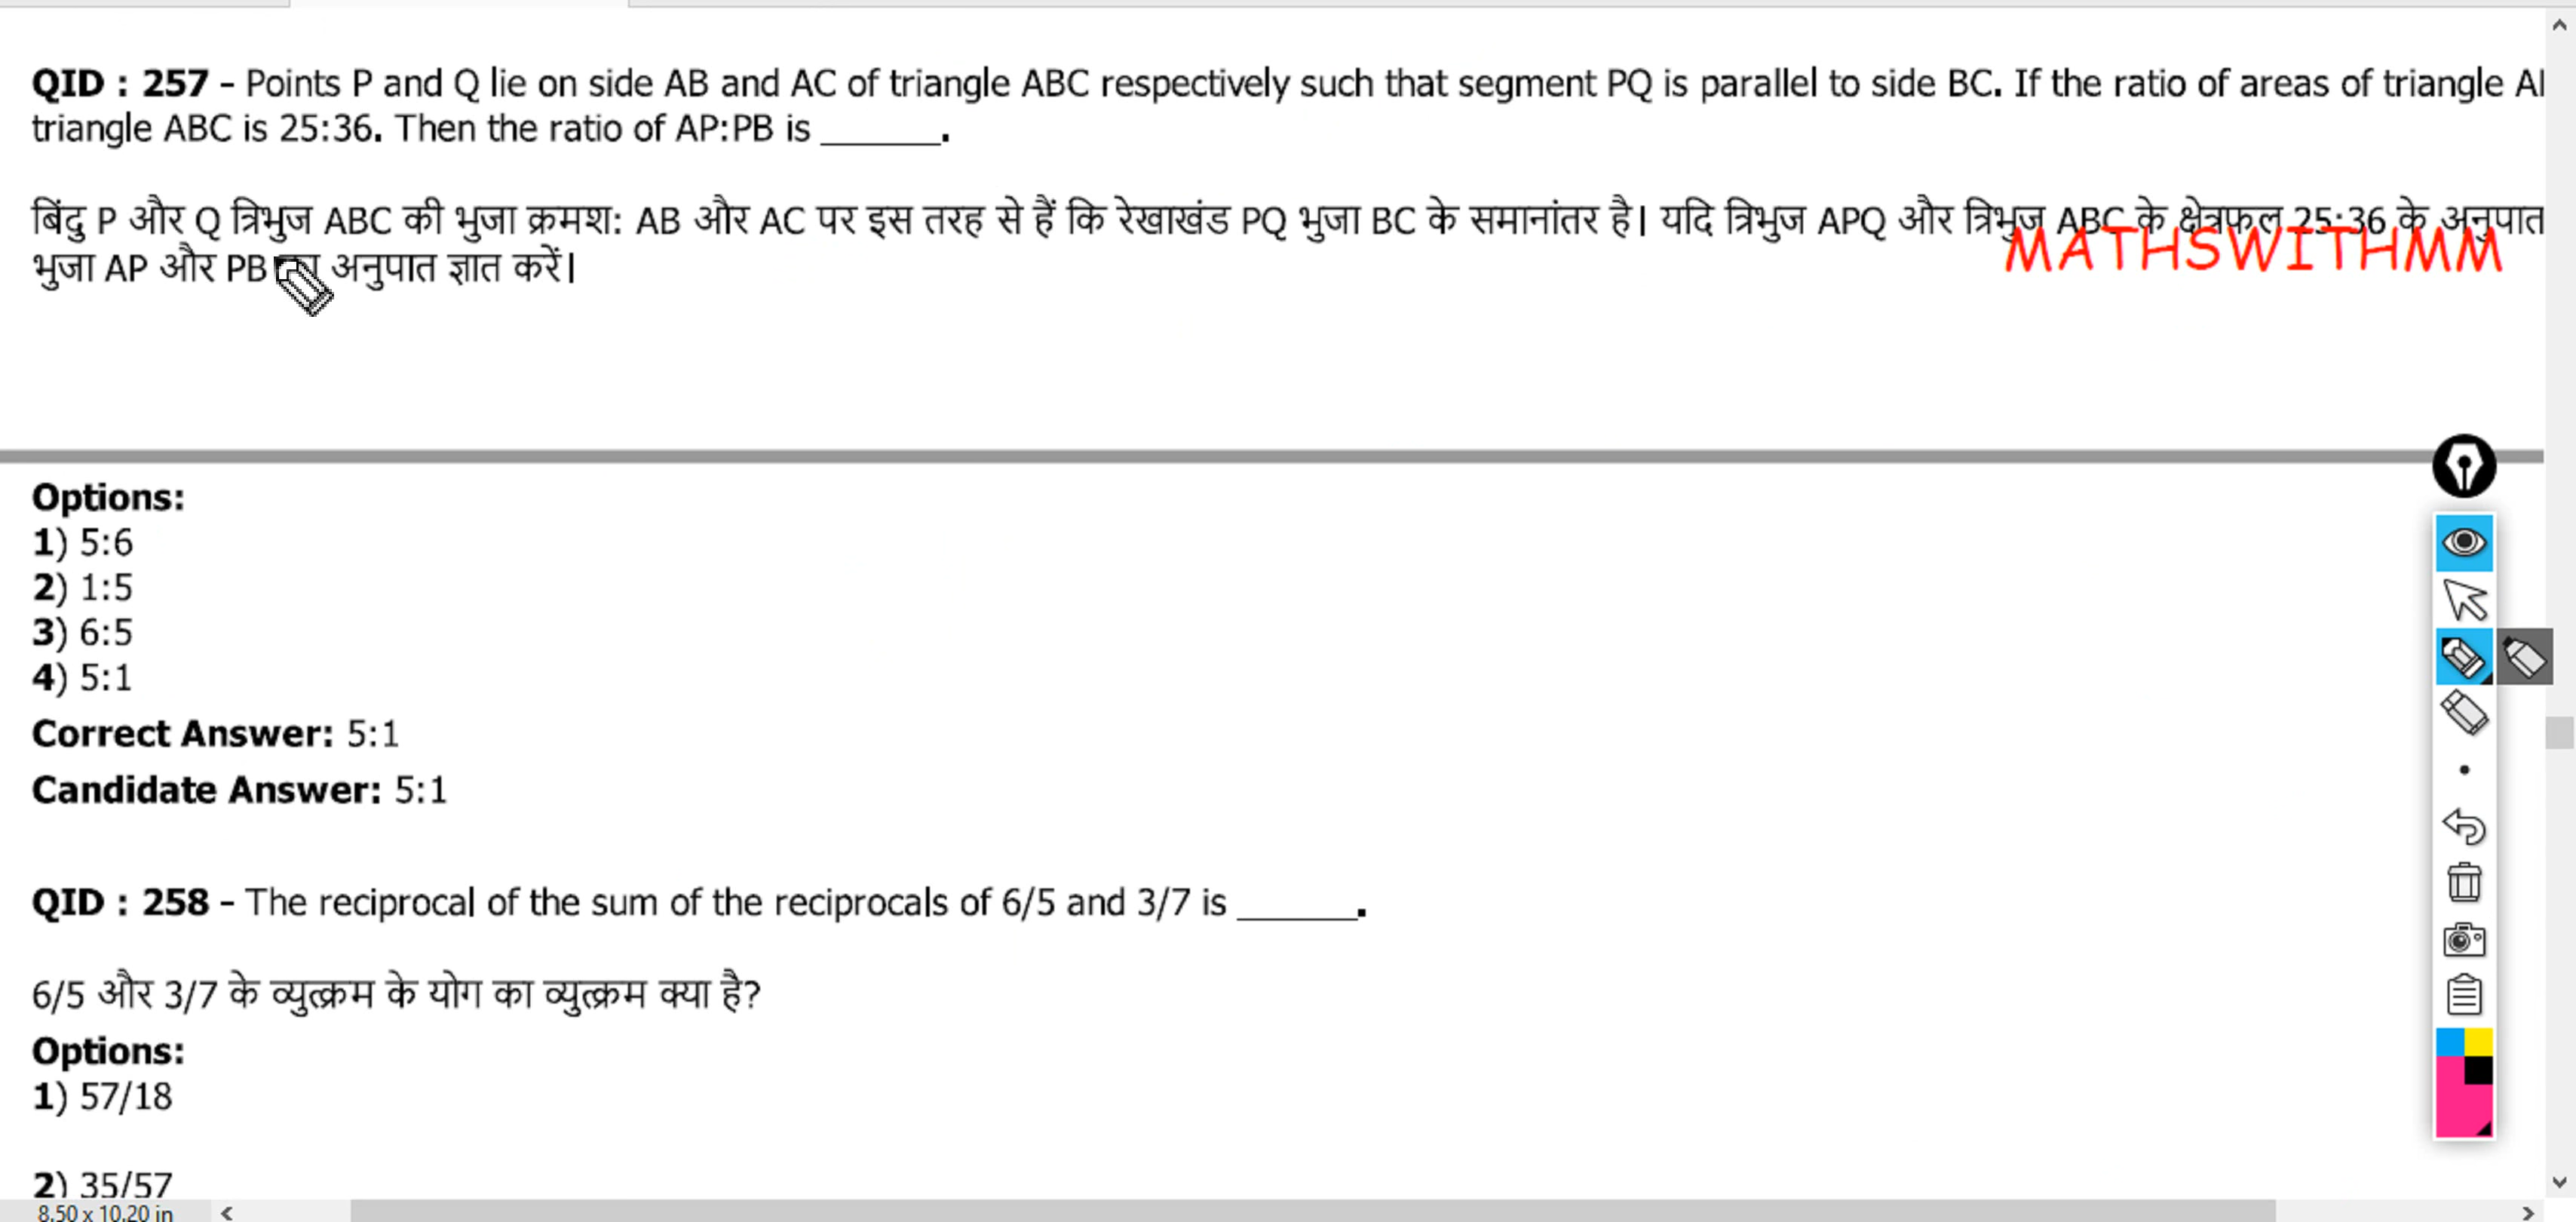 QID : 257 - Points P and Q lie on side AB and AC of triangle ABC respectively such that segment PQ is parallel to side BC. If the ratio of areas of triangle
triangle ABC is 25:36. Then the ratio of AP:PB is ______.
बिंदु P और Q त्रिभुज ABC की भुजा क्रमश: AB और AC पर इस तरह से हैं कि रेखाखंड PQ भुजा BC के समानांतर है। यदि त्रिभुज APQ और त्रिभुज ABC के क्षेत्रफल 25:36 के अनुपात
MATHSWITHMM
भुजा AP और PB अनुपात ज्ञात करें।
Options:
1) 5:6
2) 1:5
3) 6:5
4) 5:1
Correct Answer: 5:1
Candidate Answer: 5:1
QID : 258 - The reciprocal of the sum of the reciprocals of 6/5 and 3/7 is ______.
6/5 और 3/7 के व्युत्क्रम के योग का व्युत्क्रम क्या है?
Options:
1) 57/18
2) 35/57
8.50 x 10.20 in